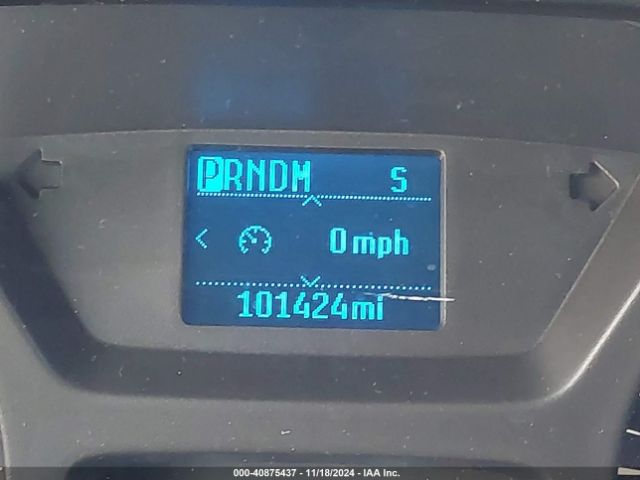 PRNDM S
0 mph
101424mi
000-40875437 - 11/18/2024 - IAA Inc.